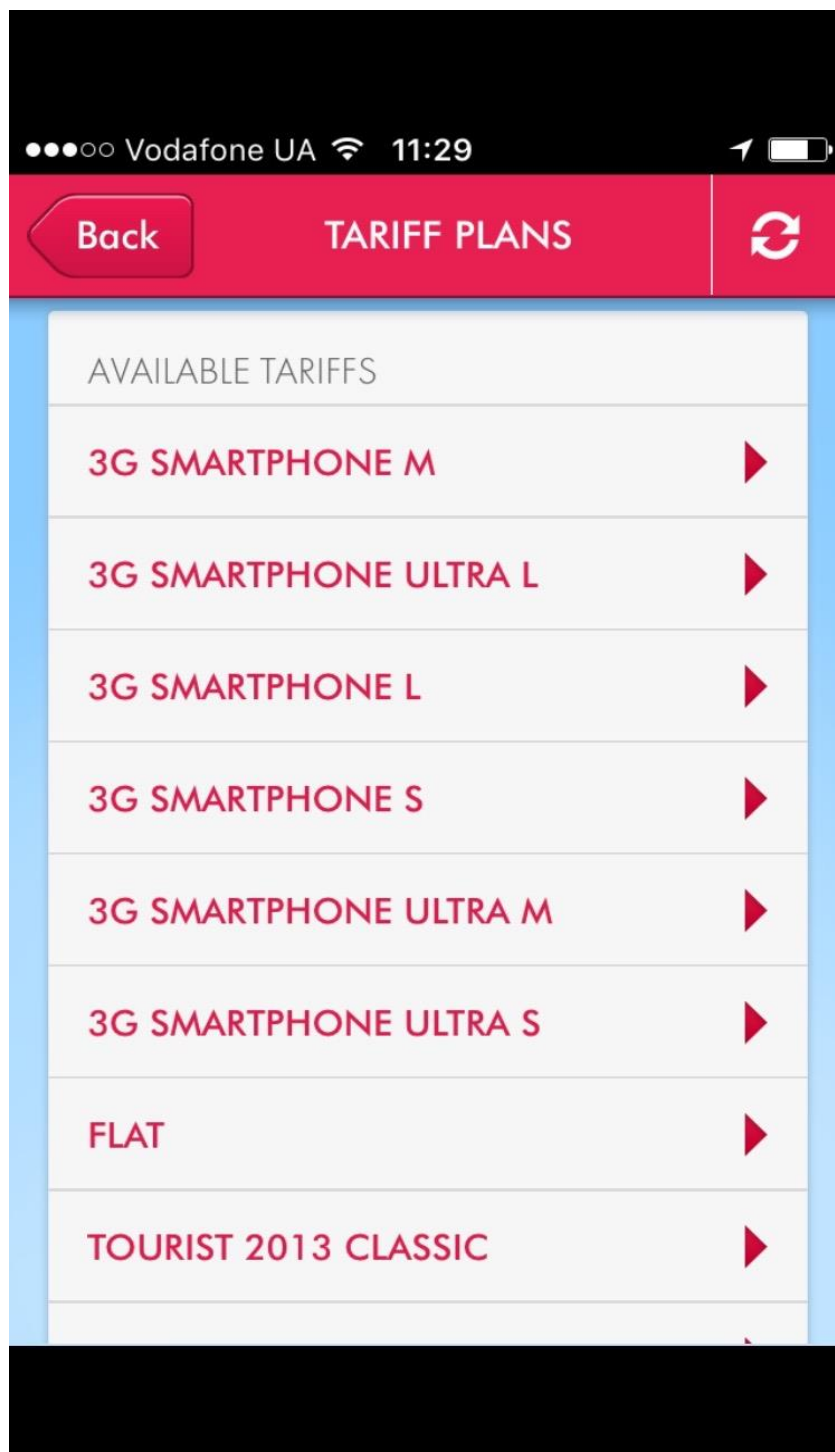 Vodafone UA 11:29
Back TARIFF PLANS
AVAILABLE TARIFFS
3G SMARTPHONE M
3G SMARTPHONE ULTRA L
3G SMARTPHONE L
3G SMARTPHONE S
3G SMARTPHONE ULTRA M
3G SMARTPHONE ULTRA S
FLAT
TOURIST 2013 CLASSIC